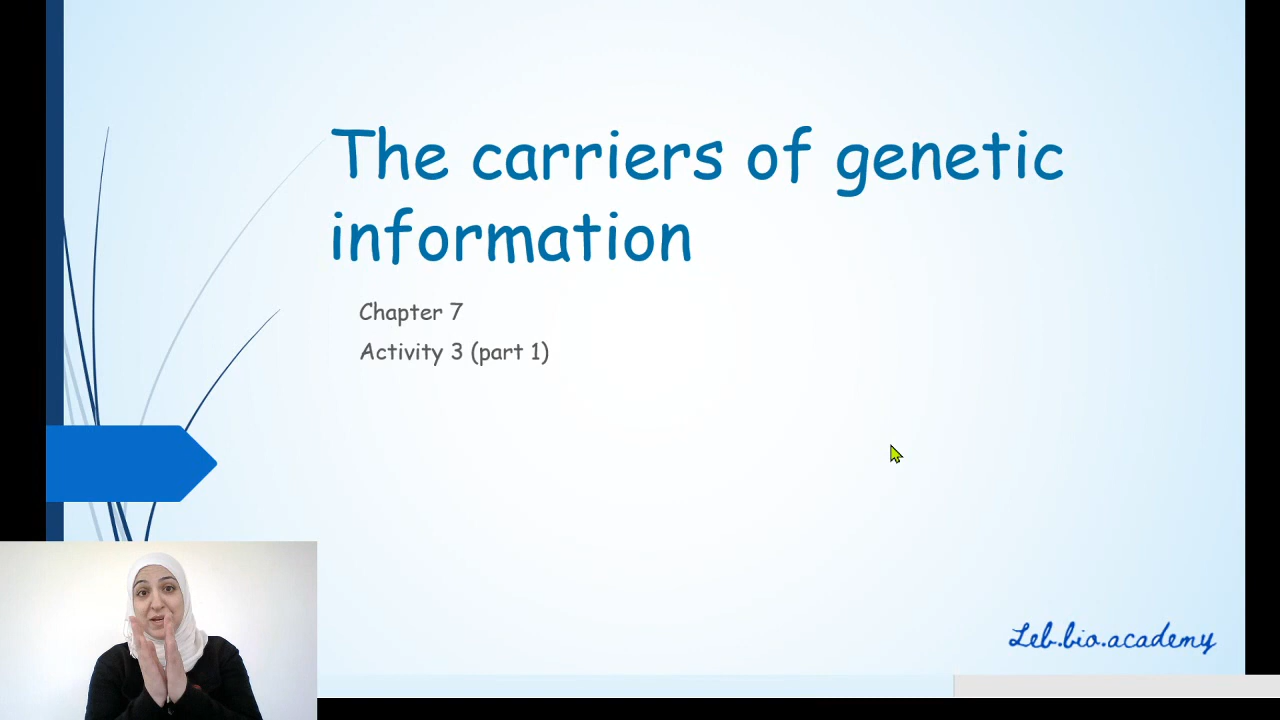 The carriers of genetic
information
Chapter 7
Activity 3 (part 1)
Leb.bio.academy